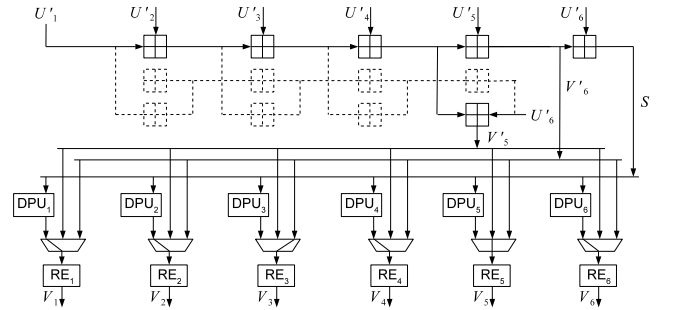 U'₁ U'₂ U'₃ U'₄ U'₅ U'₆
V'₆ S
U'₆
V'₅
DPU₁ DPU₂ DPU₃ DPU₄ DPU₅ DPU₆
RE₁ RE₂ RE₃ RE₄ RE₅ RE₆
V₁ V₂ V₃ V₄ V₅ V₆